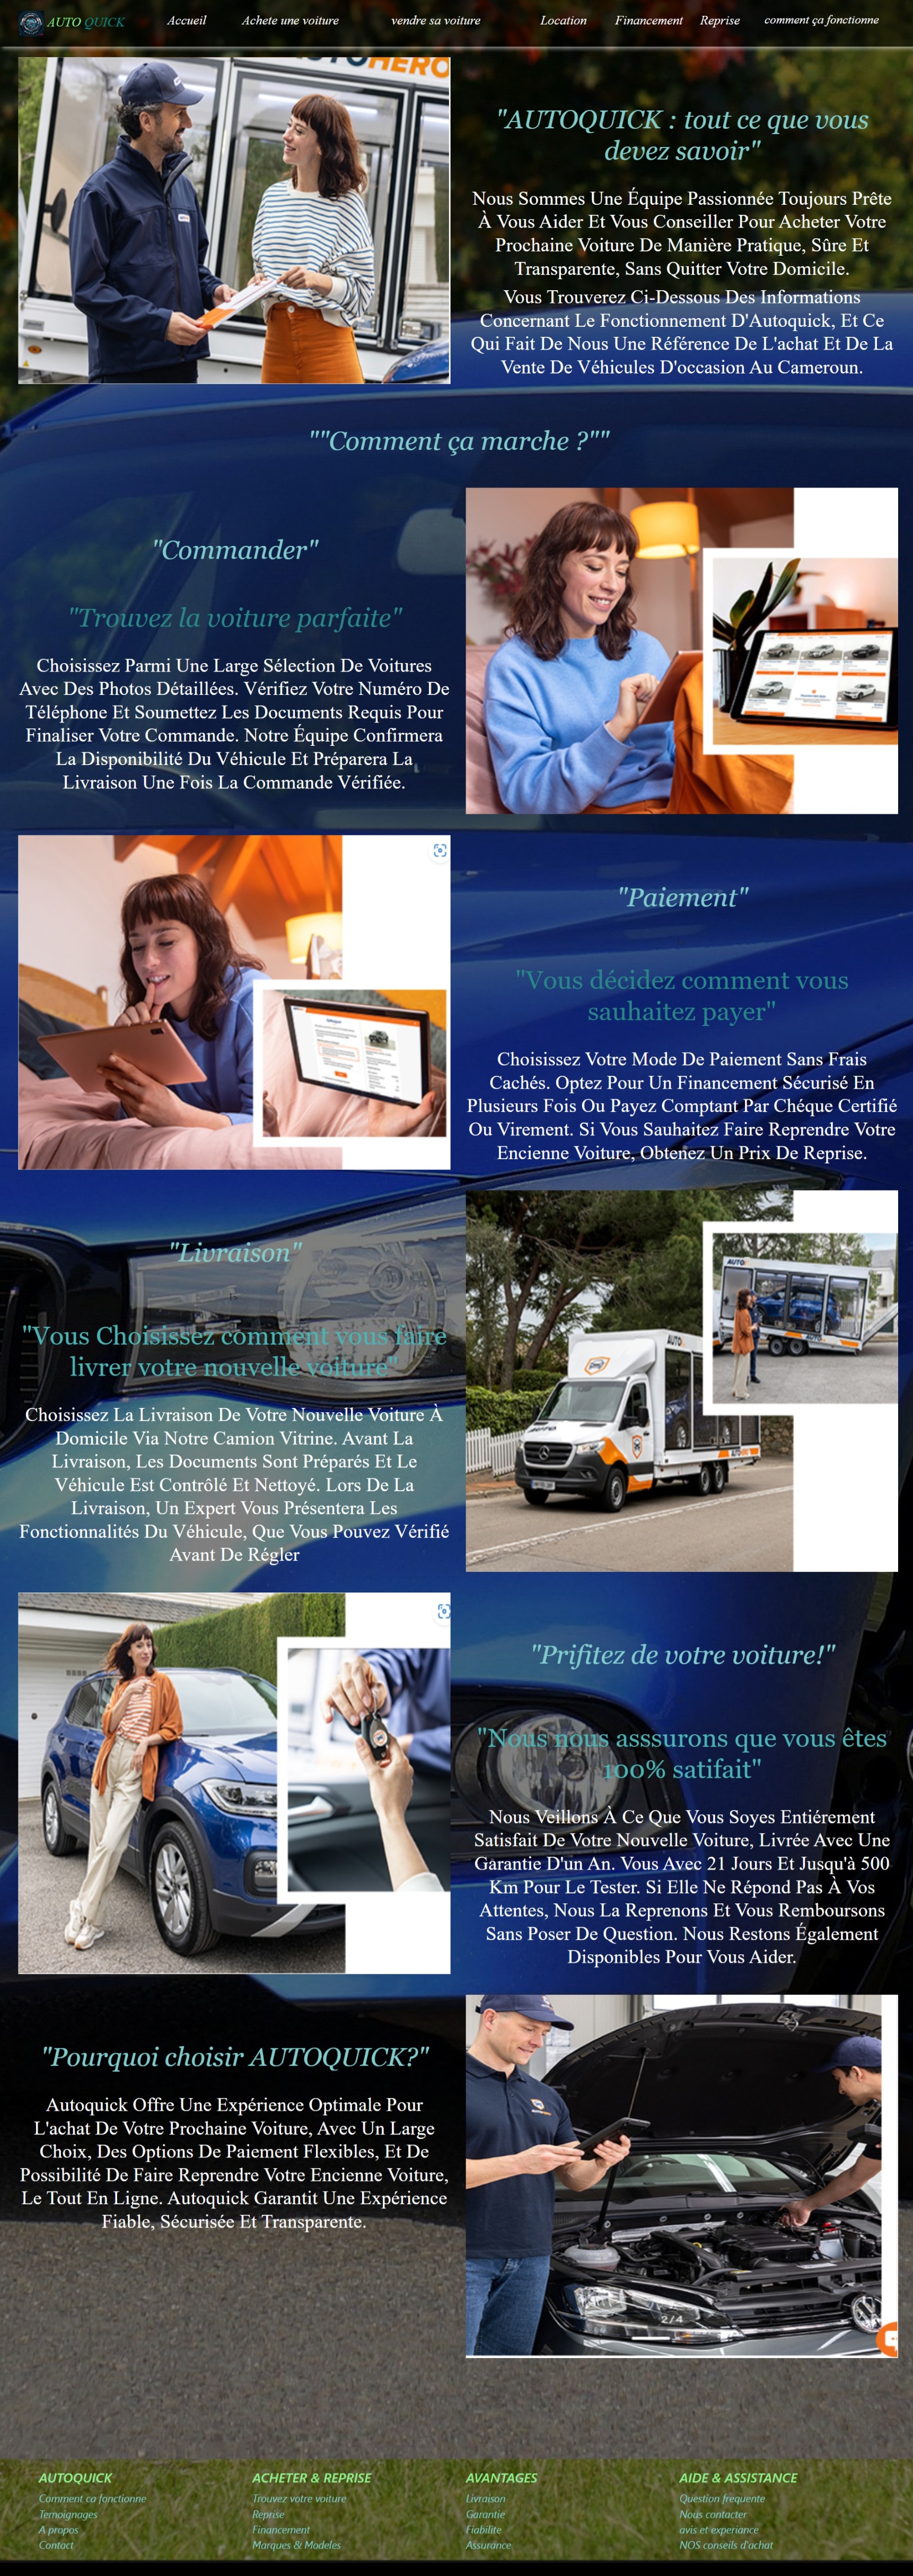 AUTO QUICK Accueil Achete une voiture vendre sa voiture Location Financement Reprise comment ça fonctionne
"AUTOQUICK : tout ce que vous
devez savoir"
Nous Sommes Une Équipe Passionnée Toujours Prête
À Vous Aider Et Vous Conseiller Pour Acheter Votre
Prochaine Voiture De Manière Pratique, Sûre Et
Transparente, Sans Quitter Votre Domicile.
Vous Trouverez Ci-Dessous Des Informations
Concernant Le Fonctionnement D'Autoquick, Et Ce
Qui Fait De Nous Une Référence De L'achat Et De La
Vente De Véhicules D'occasion Au Cameroun.
""Comment ça marche ?""
"Commander"
"Trouvez la voiture parfaite"
Choisissez Parmi Une Large Sélection De Voitures
Avec Des Photos Détaillées. Vérifiez Votre Numéro De
Téléphone Et Soumettez Les Documents Requis Pour
Finaliser Votre Commande. Notre Équipe Confirmera
La Disponibilité Du Véhicule Et Préparera La
Livraison Une Fois La Commande Vérifiée.
"Paiement"
"Vous décidez comment vous
souhaitez payer"
Choisissez Votre Mode De Paiement Sans Frais
Cachés. Optez Pour Un Financement Sécurisé En
Plusieurs Fois Ou Payez Comptant Par Chéque Certifié
Ou Virement. Si Vous Sauhaitez Faire Reprendre Votre
Encienne Voiture, Obtenez Un Prix De Reprise.
"Livraison"
"Vous Choisissez comment vous faire
livrer votre nouvelle voiture"
Choisissez La Livraison De Votre Nouvelle Voiture À
Domicile Via Notre Camion Vitrine. Avant La
Livraison, Les Documents Sont Préparés Et Le
Véhicule Est Contrôlé Et Nettoyé. Lors De La
Livraison, Un Expert Vous Présentera Les
Fonctionnalités Du Véhicule, Que Vous Pouvez Vérifié
Avant De Régler
"Prifitez de votre voiture!"
"Nous nous asssurons que vous êtes
100% satifait"
Nous Veillons À Ce Que Vous Soyes Entiérement
Satisfait De Votre Nouvelle Voiture, Livrée Avec Une
Garantie D'un An. Vous Avec 21 Jours Et Jusqu'à 500
Km Pour Le Tester. Si Elle Ne Répond Pas À Vos
Attentes, Nous La Reprenons Et Vous Remboursons
Sans Poser De Question. Nous Restons Également
Disponibles Pour Vous Aider.
"Pourquoi choisir AUTOQUICK?"
Autoquick Offre Une Expérience Optimale Pour
L'achat De Votre Prochaine Voiture, Avec Un Large
Choix, Des Options De Paiement Flexibles, Et De
Possibilité De Faire Reprendre Votre Encienne Voiture,
Le Tout En Ligne. Autoquick Garantit Une Expérience
Fiable, Sécurisée Et Transparente.
2/4
AUTOQUICK ACHETER & REPRISE AVANTAGES AIDE & ASSISTANCE
Comment ca fonctionne Trouvez votre voiture Livraison Question frequente
Temoignages Reprise Garantie Nous contacter
A propos Financement Fiabilite avis et experiance
Contact Marques & Modeles Assurance NOS conseils d'achat